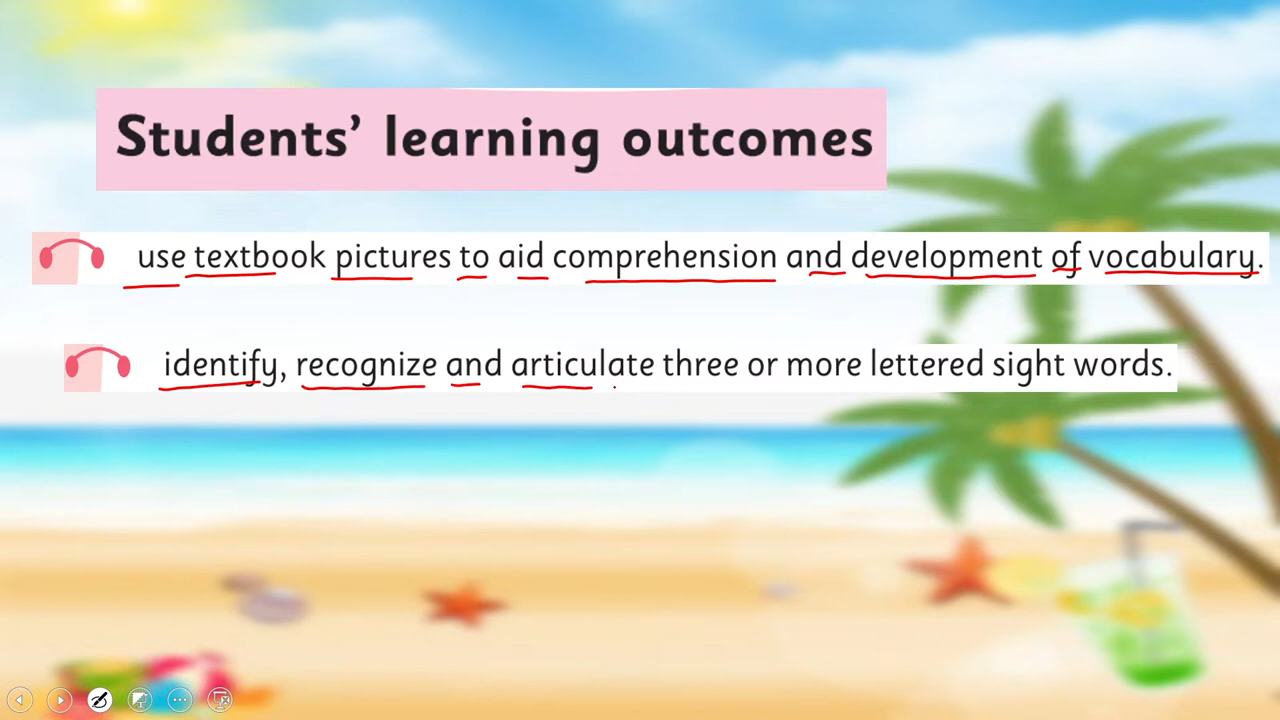 Students’ learning outcomes
use textbook pictures to aid comprehension and development of vocabulary.
identify, recognize and articulate three or more lettered sight words.